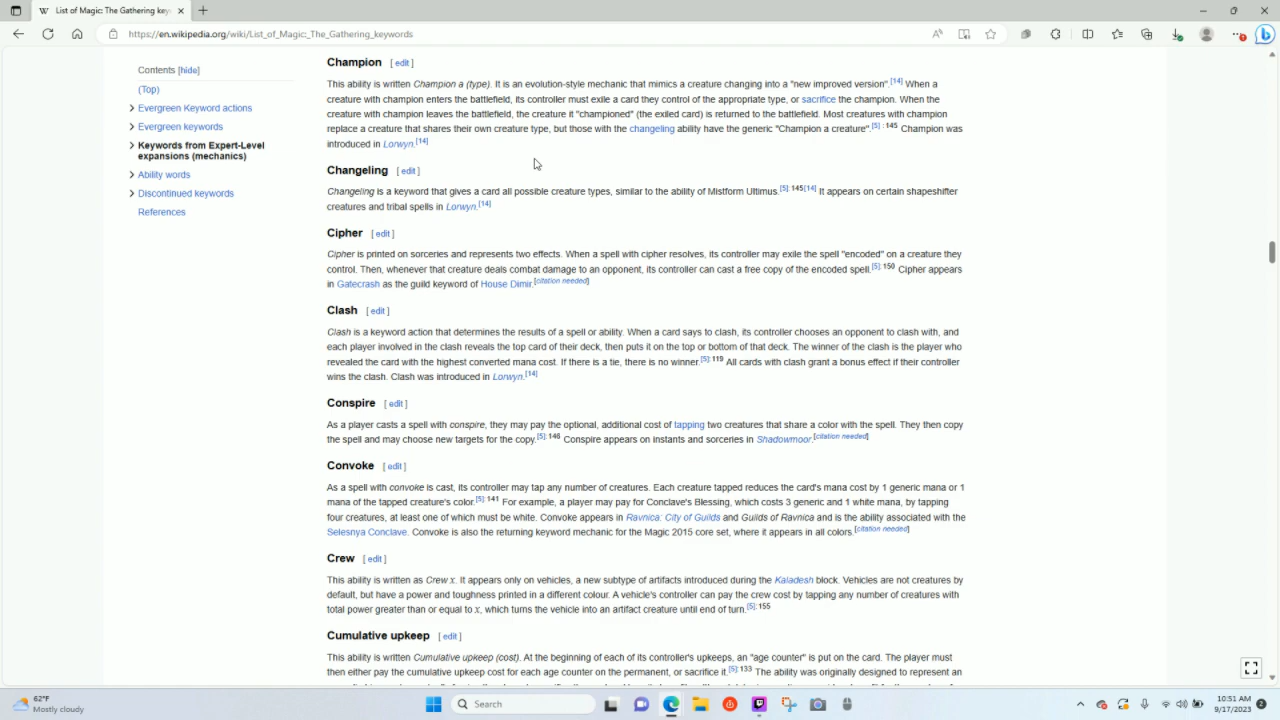 List of Magic: The Gathering key
https://en.wikipedia.org/wiki/List_of_Magic:_The_Gathering_keywords
Contents [hide]
(Top)
Evergreen Keyword actions
Evergreen keywords
Keywords from Expert-Level
expansions (mechanics)
Ability words
Discontinued keywords
References
Champion [ edit ]
This ability is written Champion a (type). It is an evolution-style mechanic that mimics a creature changing into a "new improved version".[14] When a
creature with champion enters the battlefield, its controller must exile a card they control of the appropriate type, or sacrifice the champion. When the
creature with champion leaves the battlefield, the creature it "championed" (the exiled card) is returned to the battlefield. Most creatures with champion
replace a creature that shares their own creature type, but those with the changeling ability have the generic "Champion a creature".[5]:145 Champion was
introduced in Lorwyn.[14]
Changeling [ edit ]
Changeling is a keyword that gives a card all possible creature types, similar to the ability of Mistform Ultimus.[5]:145[14] It appears on certain shapeshifter
creatures and tribal spells in Lorwyn.[14]
Cipher [ edit ]
Cipher is printed on sorceries and represents two effects. When a spell with cipher resolves, its controller may exile the spell "encoded" on a creature they
control. Then, whenever that creature deals combat damage to an opponent, its controller can cast a free copy of the encoded spell.[5]:150 Cipher appears
in Gatecrash as the guild keyword of House Dimir.[citation needed]
Clash [ edit ]
Clash is a keyword action that determines the results of a spell or ability. When a card says to clash, its controller chooses an opponent to clash with, and
each player involved in the clash reveals the top card of their deck, then puts it on the top or bottom of that deck. The winner of the clash is the player who
revealed the card with the highest converted mana cost. If there is a tie, there is no winner.[5]:119 All cards with clash grant a bonus effect if their controller
wins the clash. Clash was introduced in Lorwyn.[14]
Conspire [ edit ]
As a player casts a spell with conspire, they may pay the optional, additional cost of tapping two creatures that share a color with the spell. They then copy
the spell and may choose new targets for the copy.[5]:146 Conspire appears on instants and sorceries in Shadowmoor.[citation needed]
Convoke [ edit ]
As a spell with convoke is cast, its controller may tap any number of creatures. Each creature tapped reduces the card's mana cost by 1 generic mana or 1
mana of the tapped creature's color.[5]:141 For example, a player may pay for Conclave's Blessing, which costs 3 generic and 1 white mana, by tapping
four creatures, at least one of which must be white. Convoke appears in Ravnica: City of Guilds and Guilds of Ravnica and is the ability associated with the
Selesnya Conclave. Convoke is also the returning keyword mechanic for the Magic 2015 core set, where it appears in all colors.[citation needed]
Crew [ edit ]
This ability is written as Crew x. It appears only on vehicles, a new subtype of artifacts introduced during the Kaladesh block. Vehicles are not creatures by
default, but have a power and toughness printed in a different colour. A vehicle's controller can pay the crew cost by tapping any number of creatures with
total power greater than or equal to x, which turns the vehicle into an artifact creature until end of turn.[5]:155
Cumulative upkeep [ edit ]
This ability is written Cumulative upkeep (cost). At the beginning of each of its controller's upkeeps, an "age counter" is put on the card. The player must
then either pay the cumulative upkeep cost for each age counter on the permanent, or sacrifice it.[5]:133 The ability was originally designed to represent an
62°F
Mostly cloudy
Search
10:51 AM
9/17/2023
2